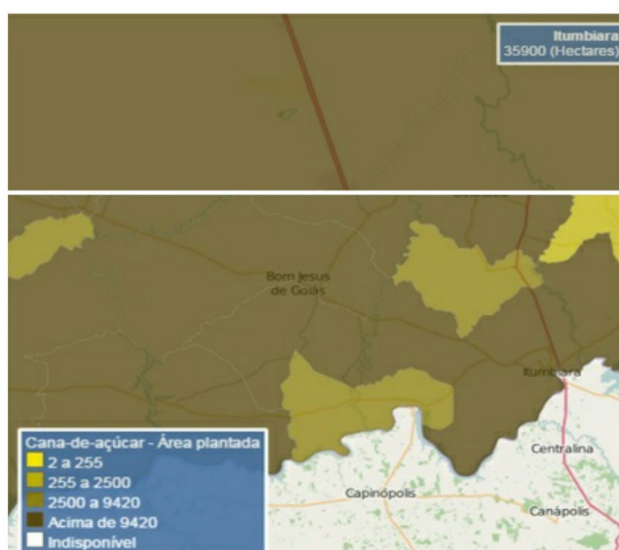 Itumbiara
35900 (Hectares)
Bom Jesus
de Goiás
Itumbiara
Centralina
Capinópolis
Canápolis
Cana-de-açúcar - Área plantada
2 a 255
255 a 2500
2500 a 9420
Acima de 9420
Indisponível